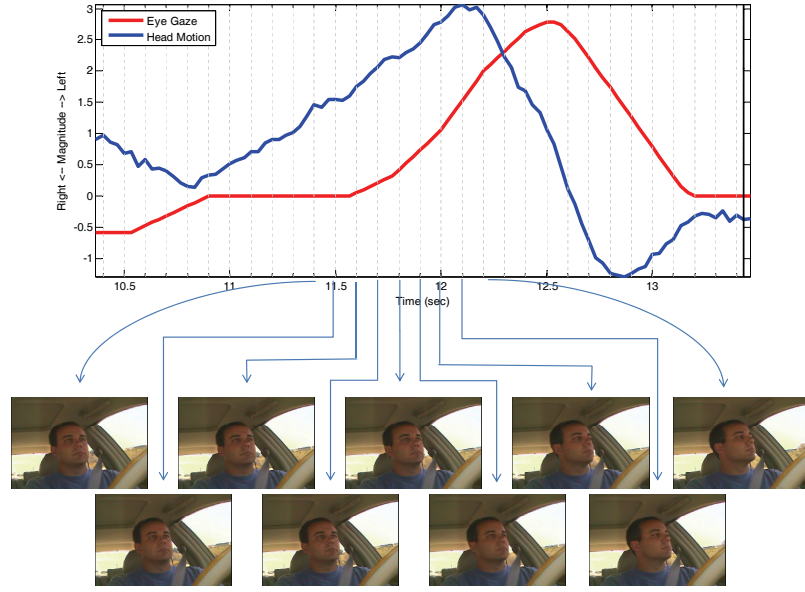 Eye Gaze
Head Motion
Right <-- Magnitude --> Left
3
2.5
2
1.5
1
0.5
0
-0.5
-1
10.5 11 11.5 12 12.5 13
Time (sec)